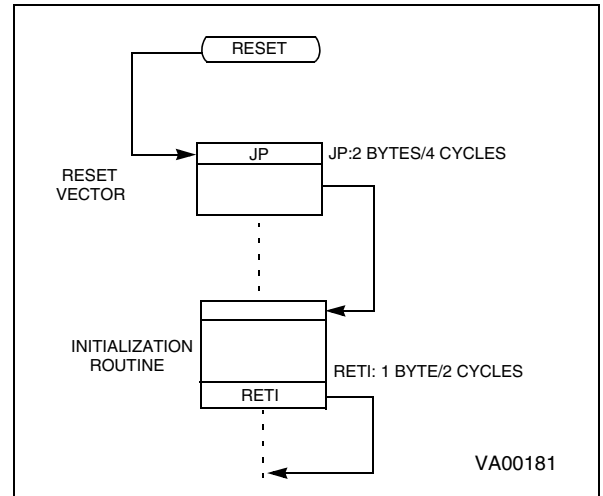 RESET
JP
JP:2 BYTES/4 CYCLES
RESET
VECTOR
INITIALIZATION
ROUTINE
RETI: 1 BYTE/2 CYCLES
RETI
VA00181